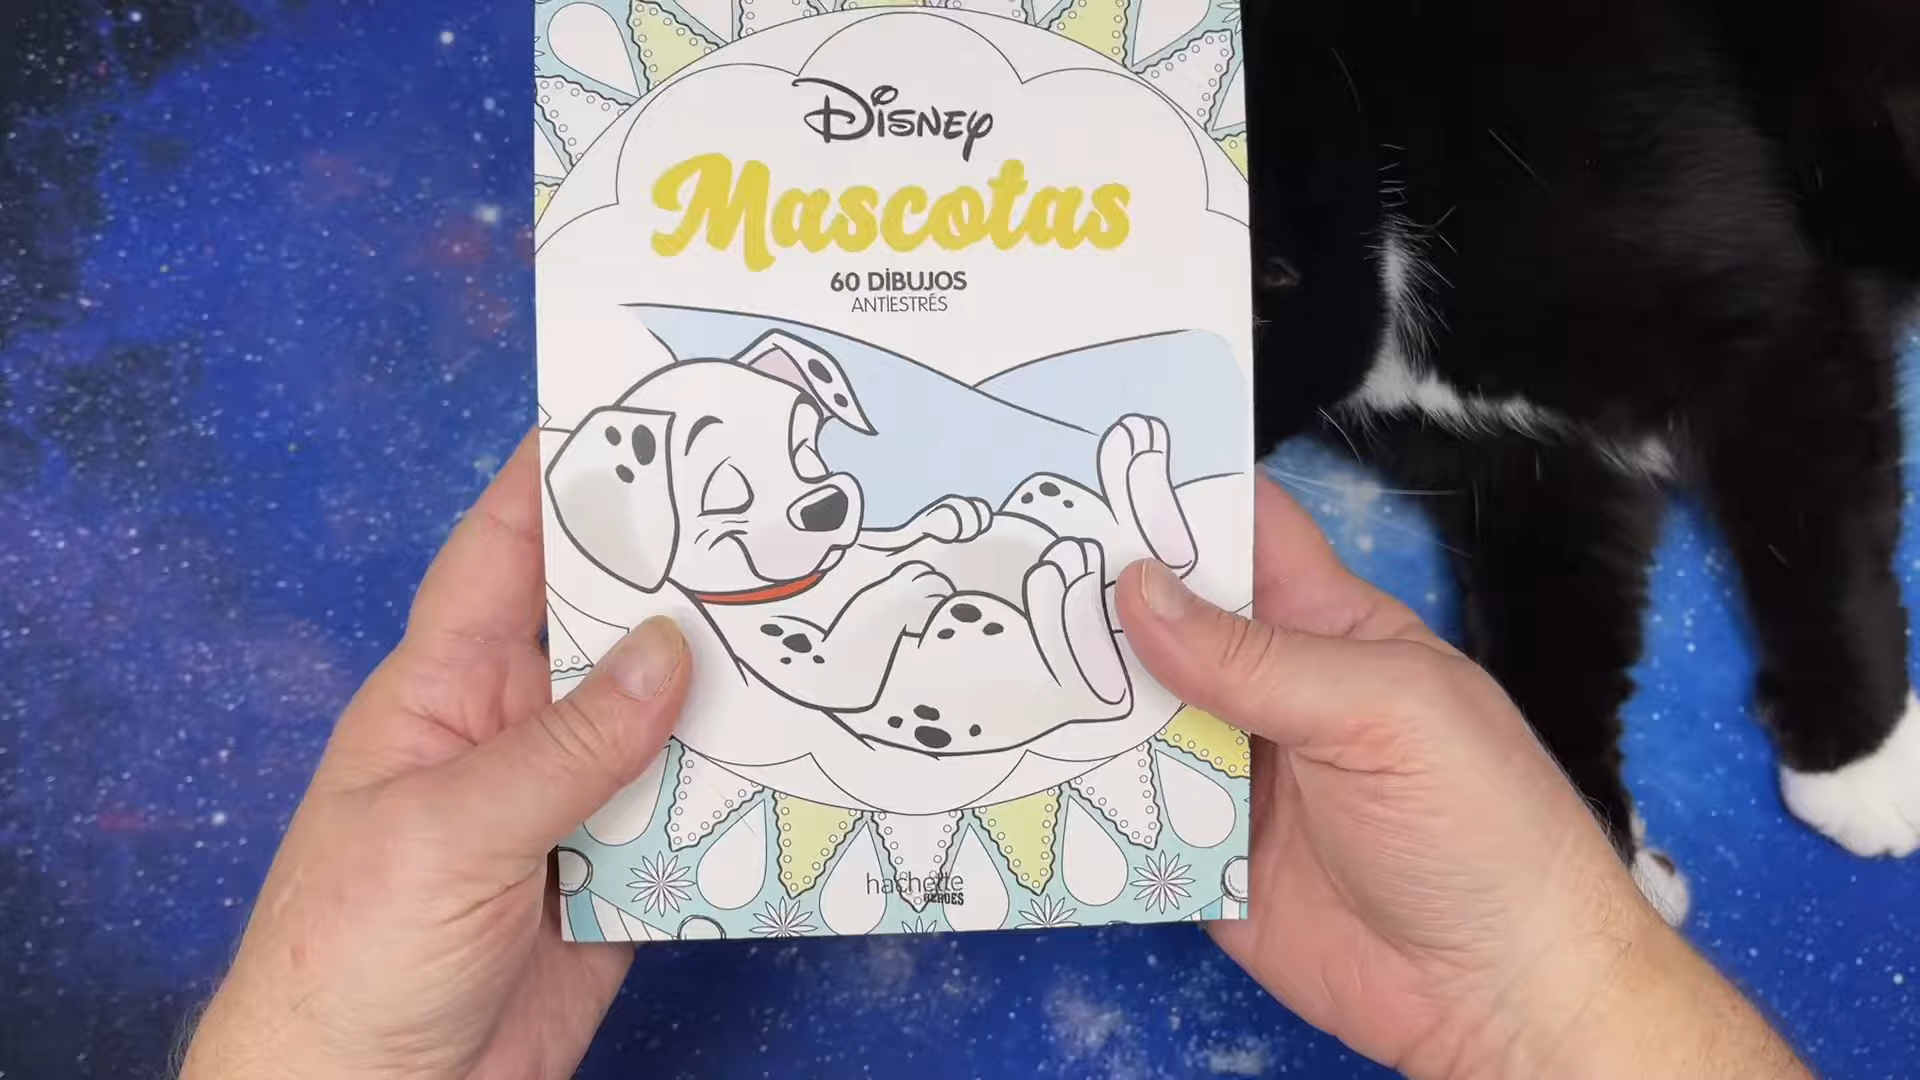 Disney
Mascotas
60 DIBUJOS
ANTIESTRÉS
hachette
HEROES